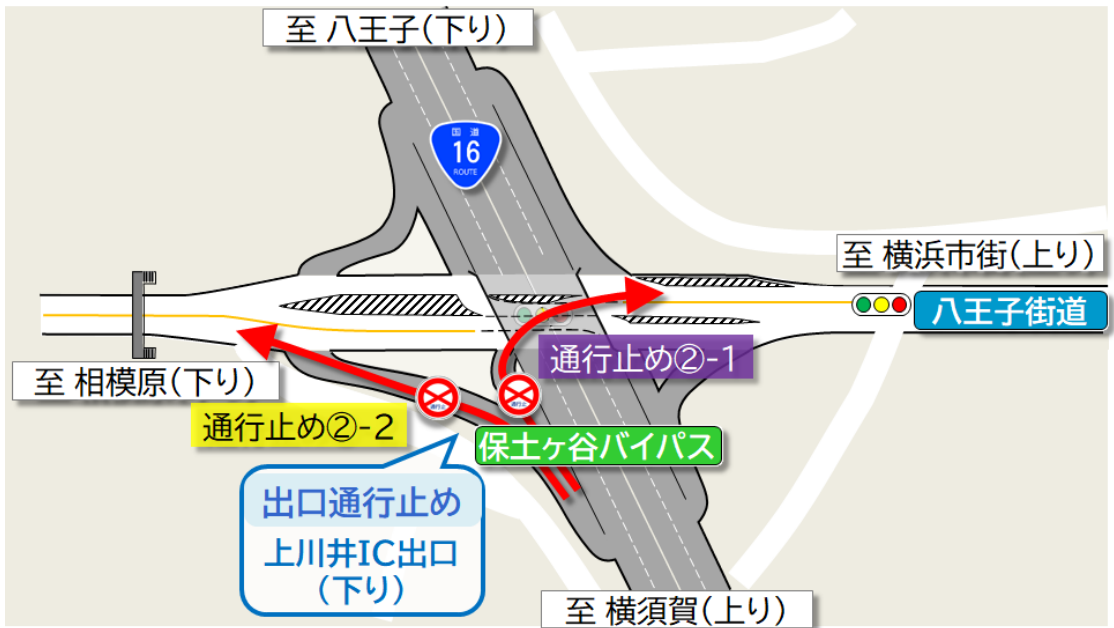 至 八王子(下り)
国道
16
ROUTE
至 横浜市街(上り)
八王子街道
通行止め②-1
至 相模原(下り)
通行止め②-2
保土ヶ谷バイパス
出口通行止め
上川井IC出口
(下り)
至 横須賀(上り)